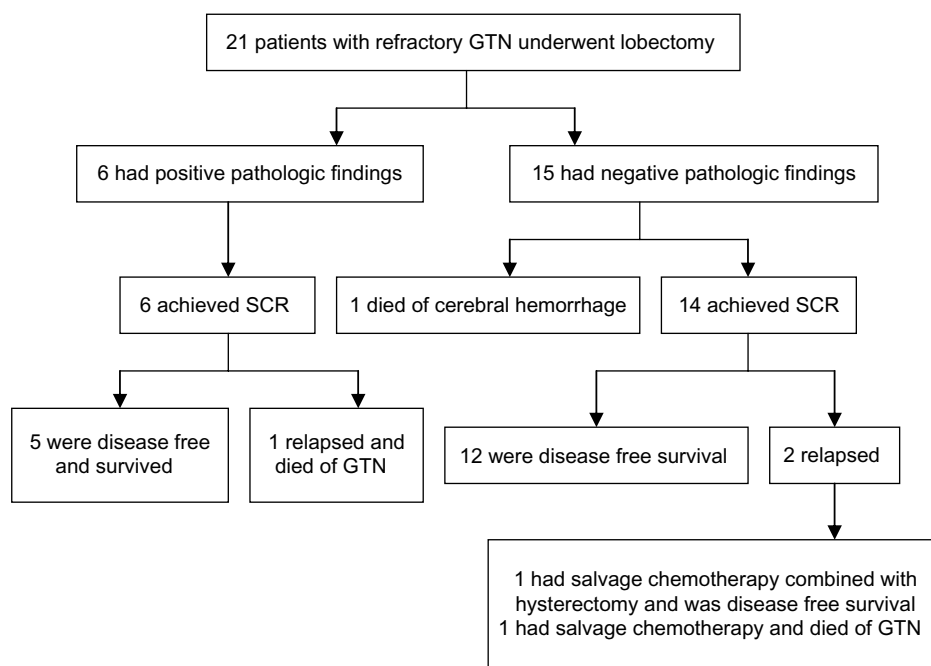 21 patients with refractory GTN underwent lobectomy
6 had positive pathologic findings
15 had negative pathologic findings
6 achieved SCR
1 died of cerebral hemorrhage
14 achieved SCR
5 were disease free
and survived
1 relapsed and
died of GTN
12 were disease free survival
2 relapsed
1 had salvage chemotherapy combined with
hysterectomy and was disease free survival
1 had salvage chemotherapy and died of GTN